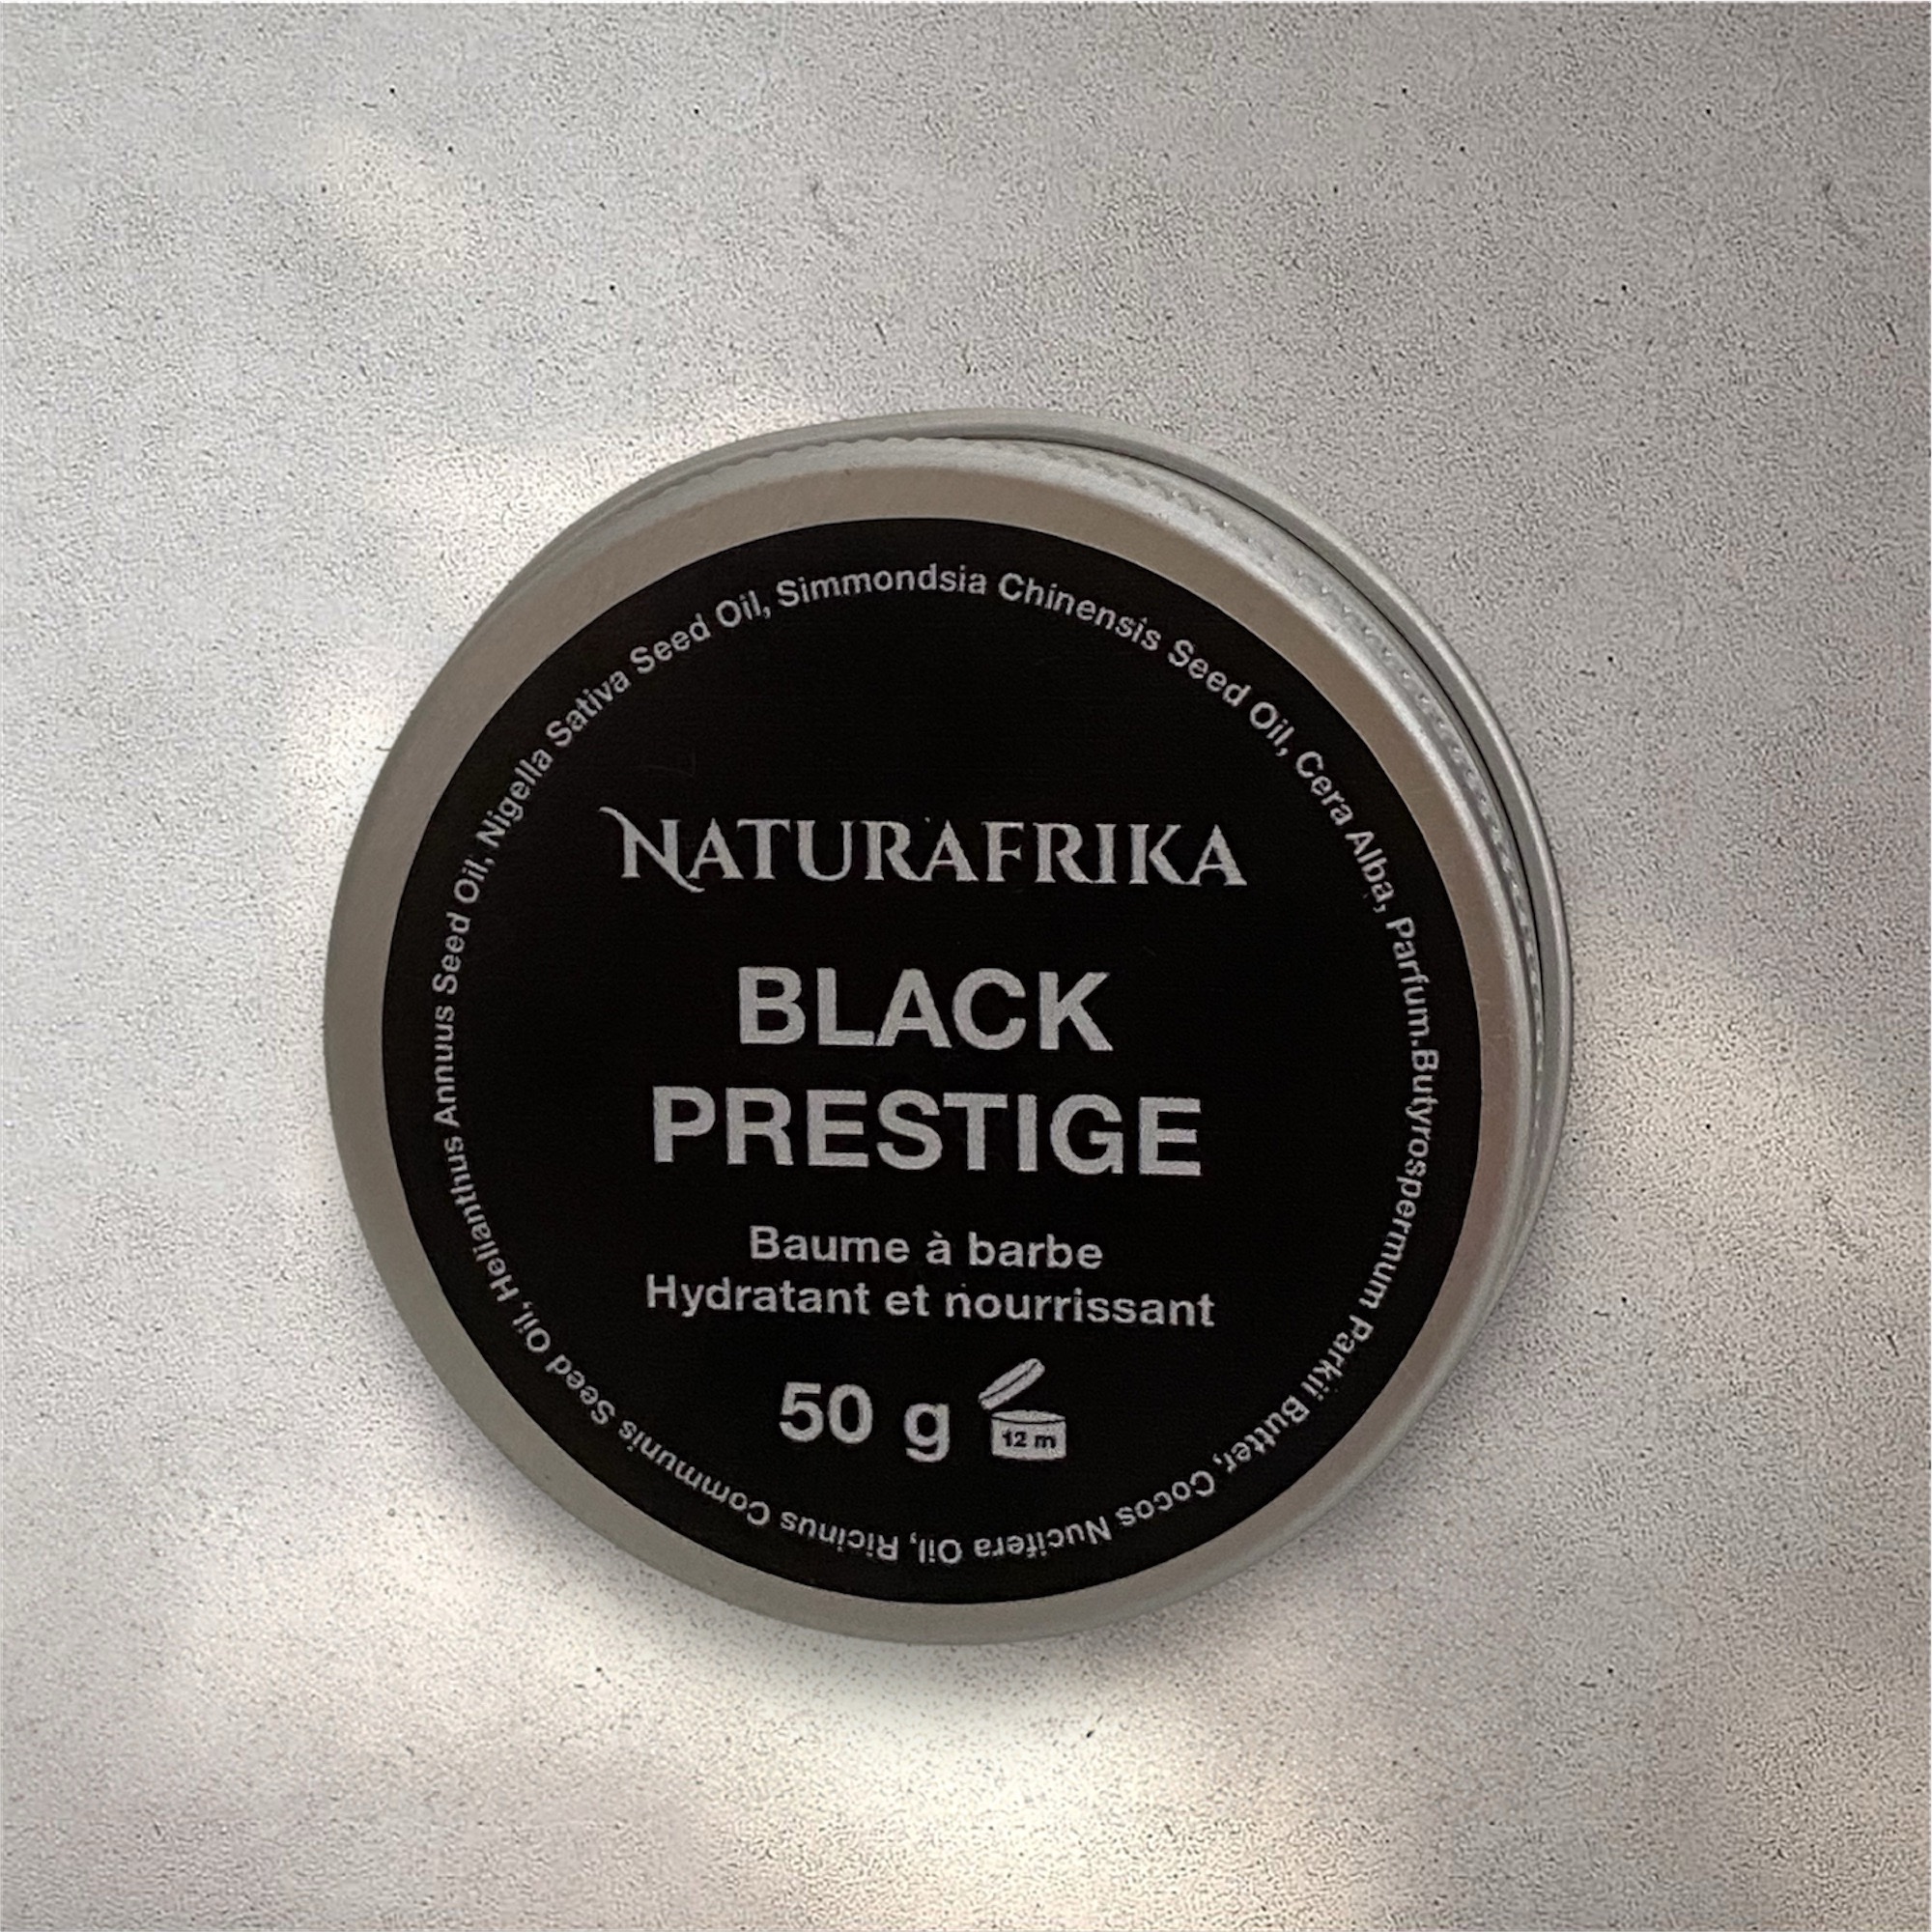 NATURAFRIKA
BLACK
PRESTIGE
Baume à barbe
Hydratant et nourrissant
50 g
12 m
Butyrospermum Parkii Butter, Cocos Nucifera Oil, Ricinus Communis Seed Oil, Helianthus Annuus Seed Oil, Nigella Sativa Seed Oil, Simmondsia Chinensis Seed Oil, Cera Alba, Parfum.